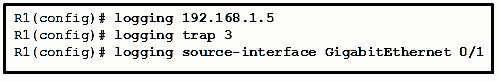 R1(config)# logging 192.168.1.5
R1(config)# logging trap 3
R1(config)# logging source-interface GigabitEthernet 0/1